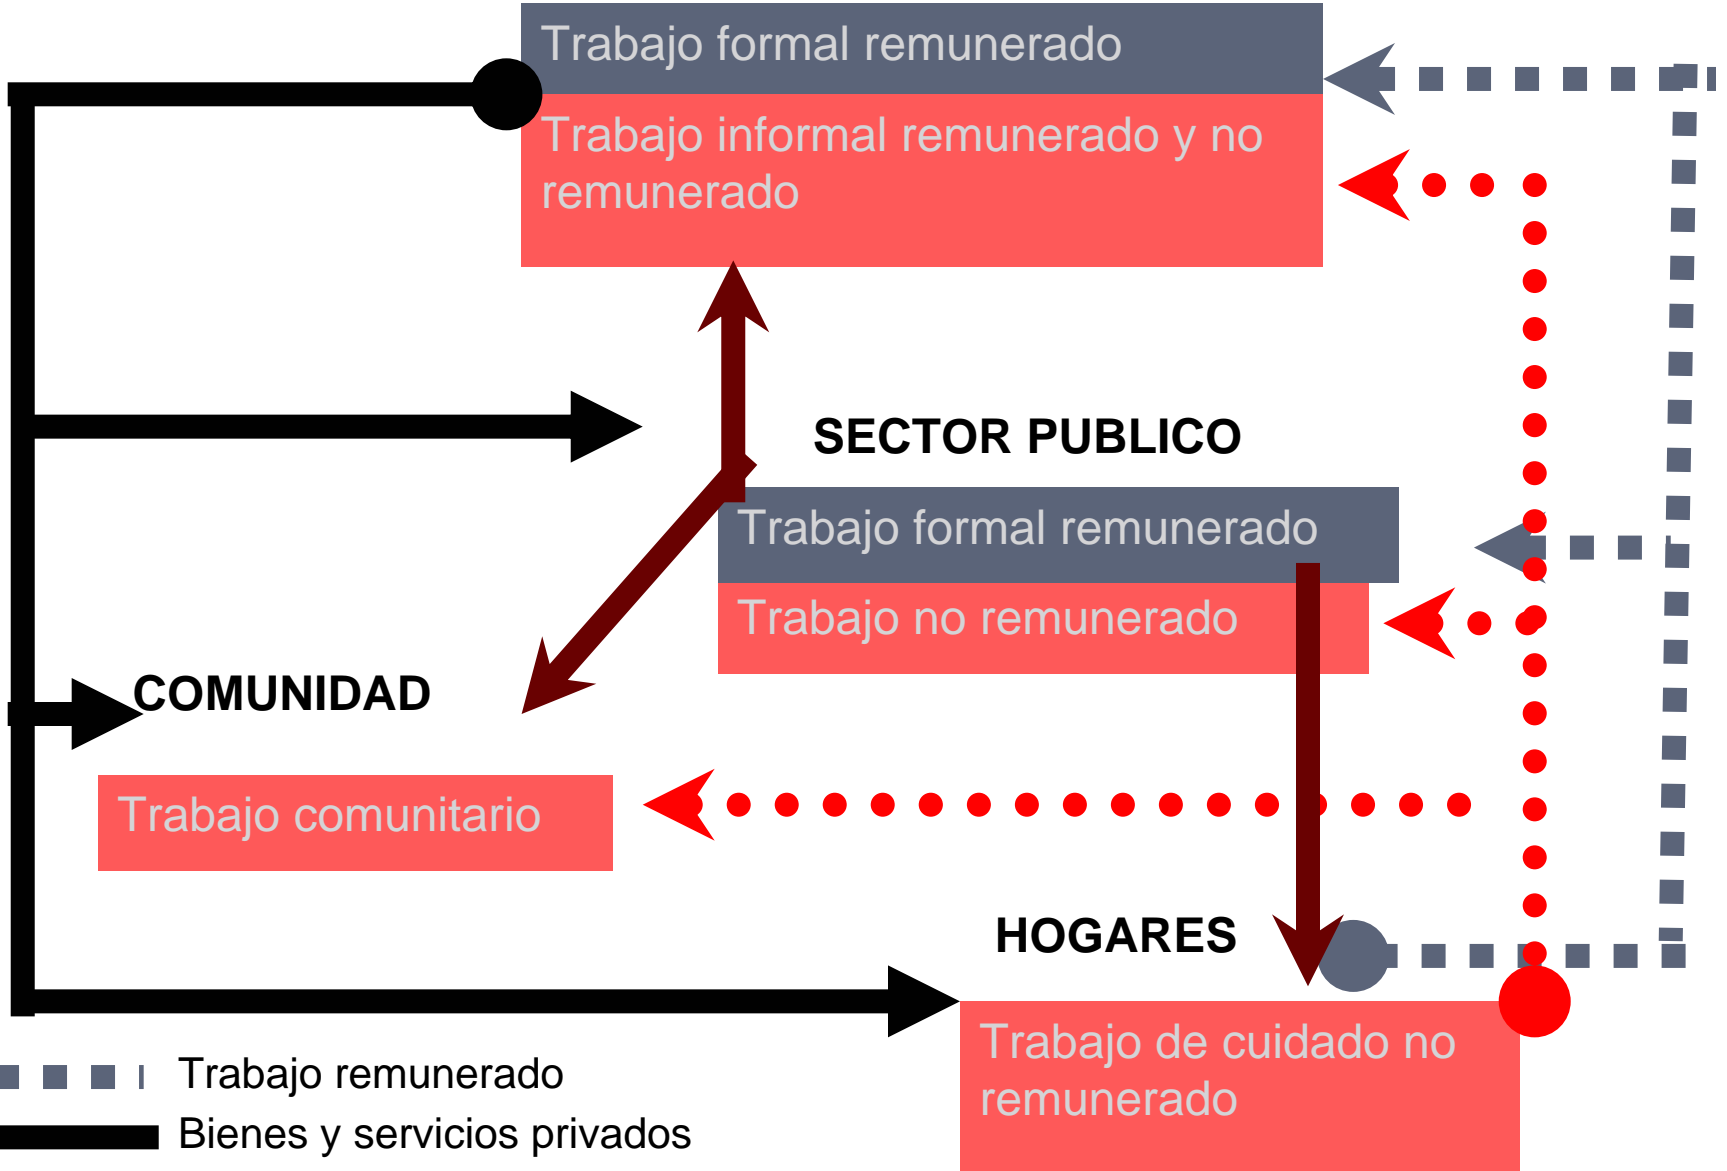 Trabajo formal remunerado
Trabajo informal remunerado y no
remunerado
SECTOR PUBLICO
Trabajo formal remunerado
Trabajo no remunerado
COMUNIDAD
Trabajo comunitario
HOGARES
Trabajo de cuidado no
remunerado
Trabajo remunerado
Bienes y servicios privados